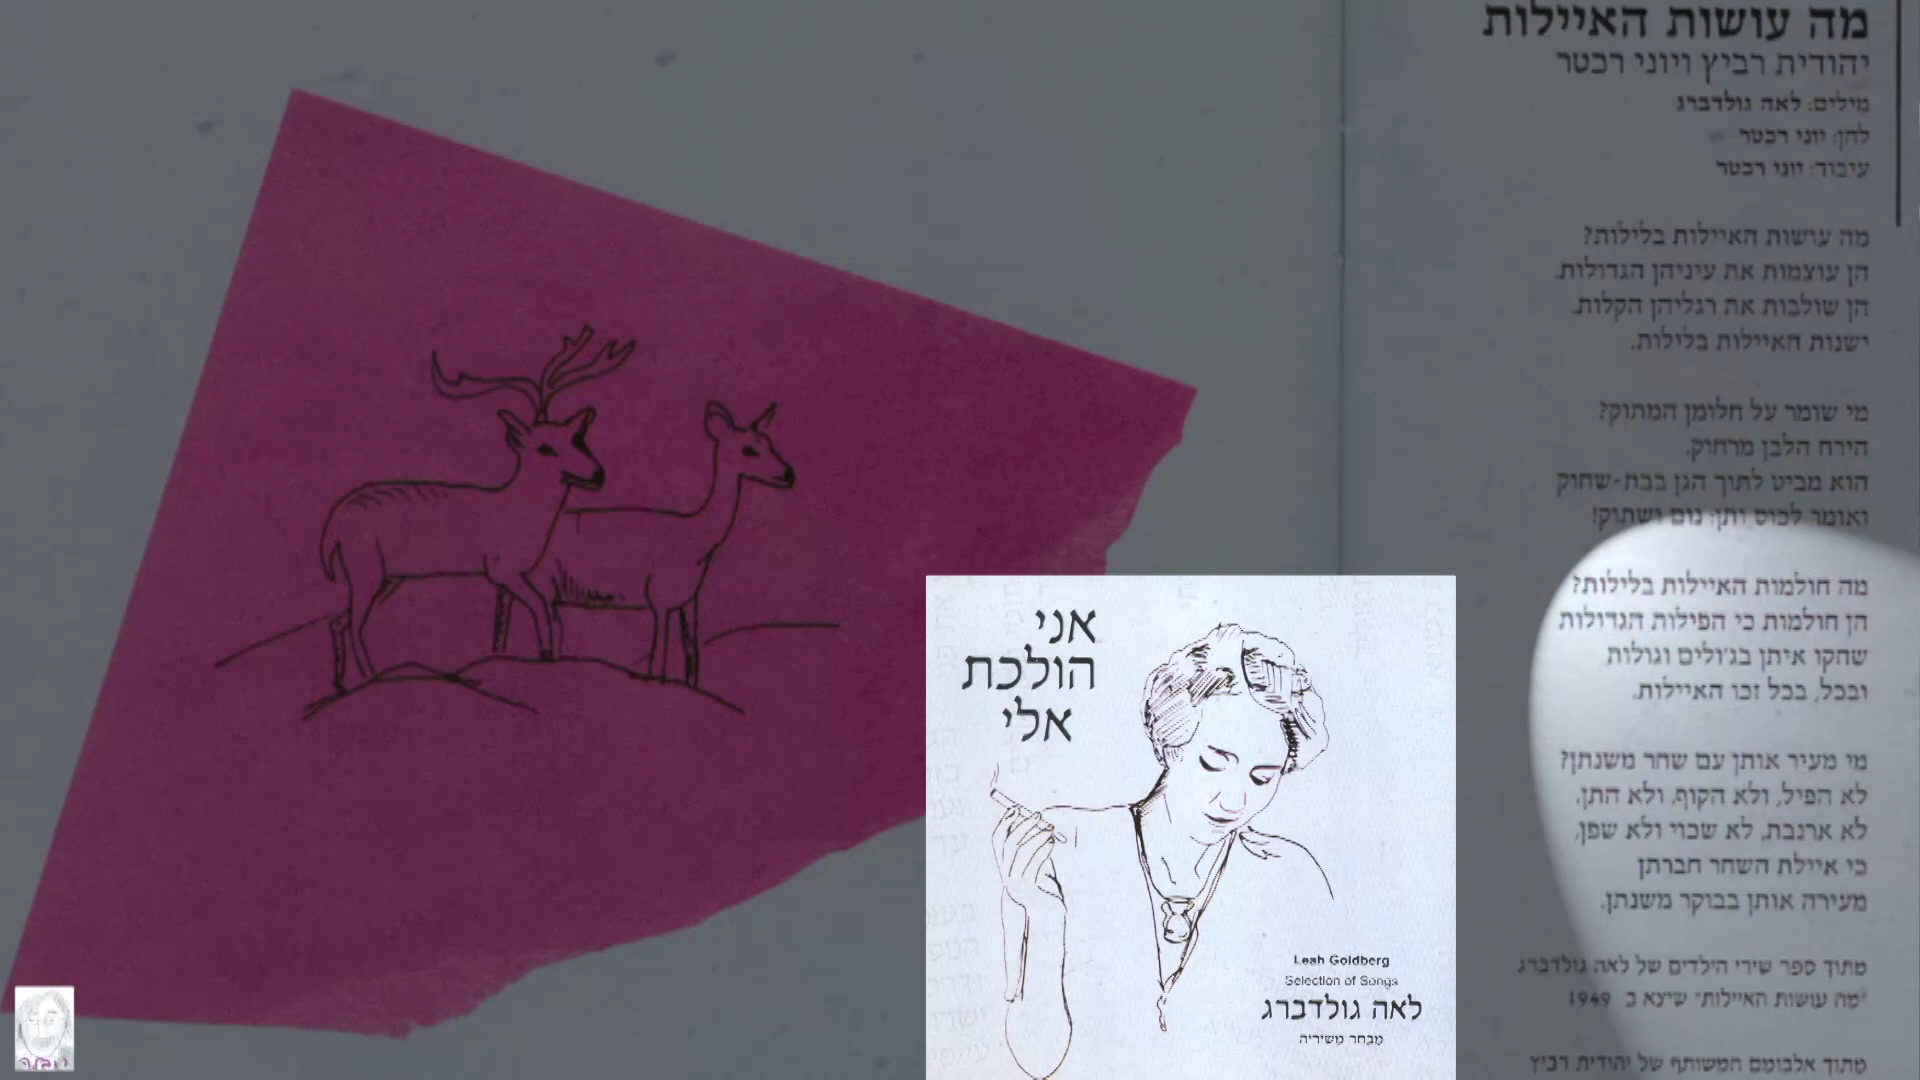 מה עושות האיילות
יהודית רביץ ויוני רכטר
מילים: לאה גולדברג
לחן: יוני רכטר
עיבוד: יוני רכטר
מה עושות האיילות בלילות?
הן עוצמות את עיניהן הגדולות.
הן שולבות את רגליהן הקלות.
ישנות האיילות בלילות.
מי שומר על חלומן המתוק?
הירח הלבן מרחוק.
הוא מביט לתוך הגן בבת-שחוק
ואומר לכוס ותן: נום ושתוק!
מה חולמות האיילות בלילות?
הן חולמות כי הפילות הגדולות
שחקו איתן בג'ולים וגולות
ובכל, בכל זכו האיילות.
מי מעיר אותן עם שחר משנתן?
לא הפיל, ולא הקוף, ולא התן,
לא ארנבת, לא שכוי ולא שפן,
כי איילת השחר חברתן
מעירה אותן בבוקר משנתן.
מתוך ספר שירי הילדים של לאה גולדברג
"מה עושות האיילות" שיצא ב 1949
מתוך אלבומם המשותף של יהודית רביץ
אני
הולכת
אלי
Leah Goldberg
Selection of Songs
לאה גולדברג
מבחר משיריה